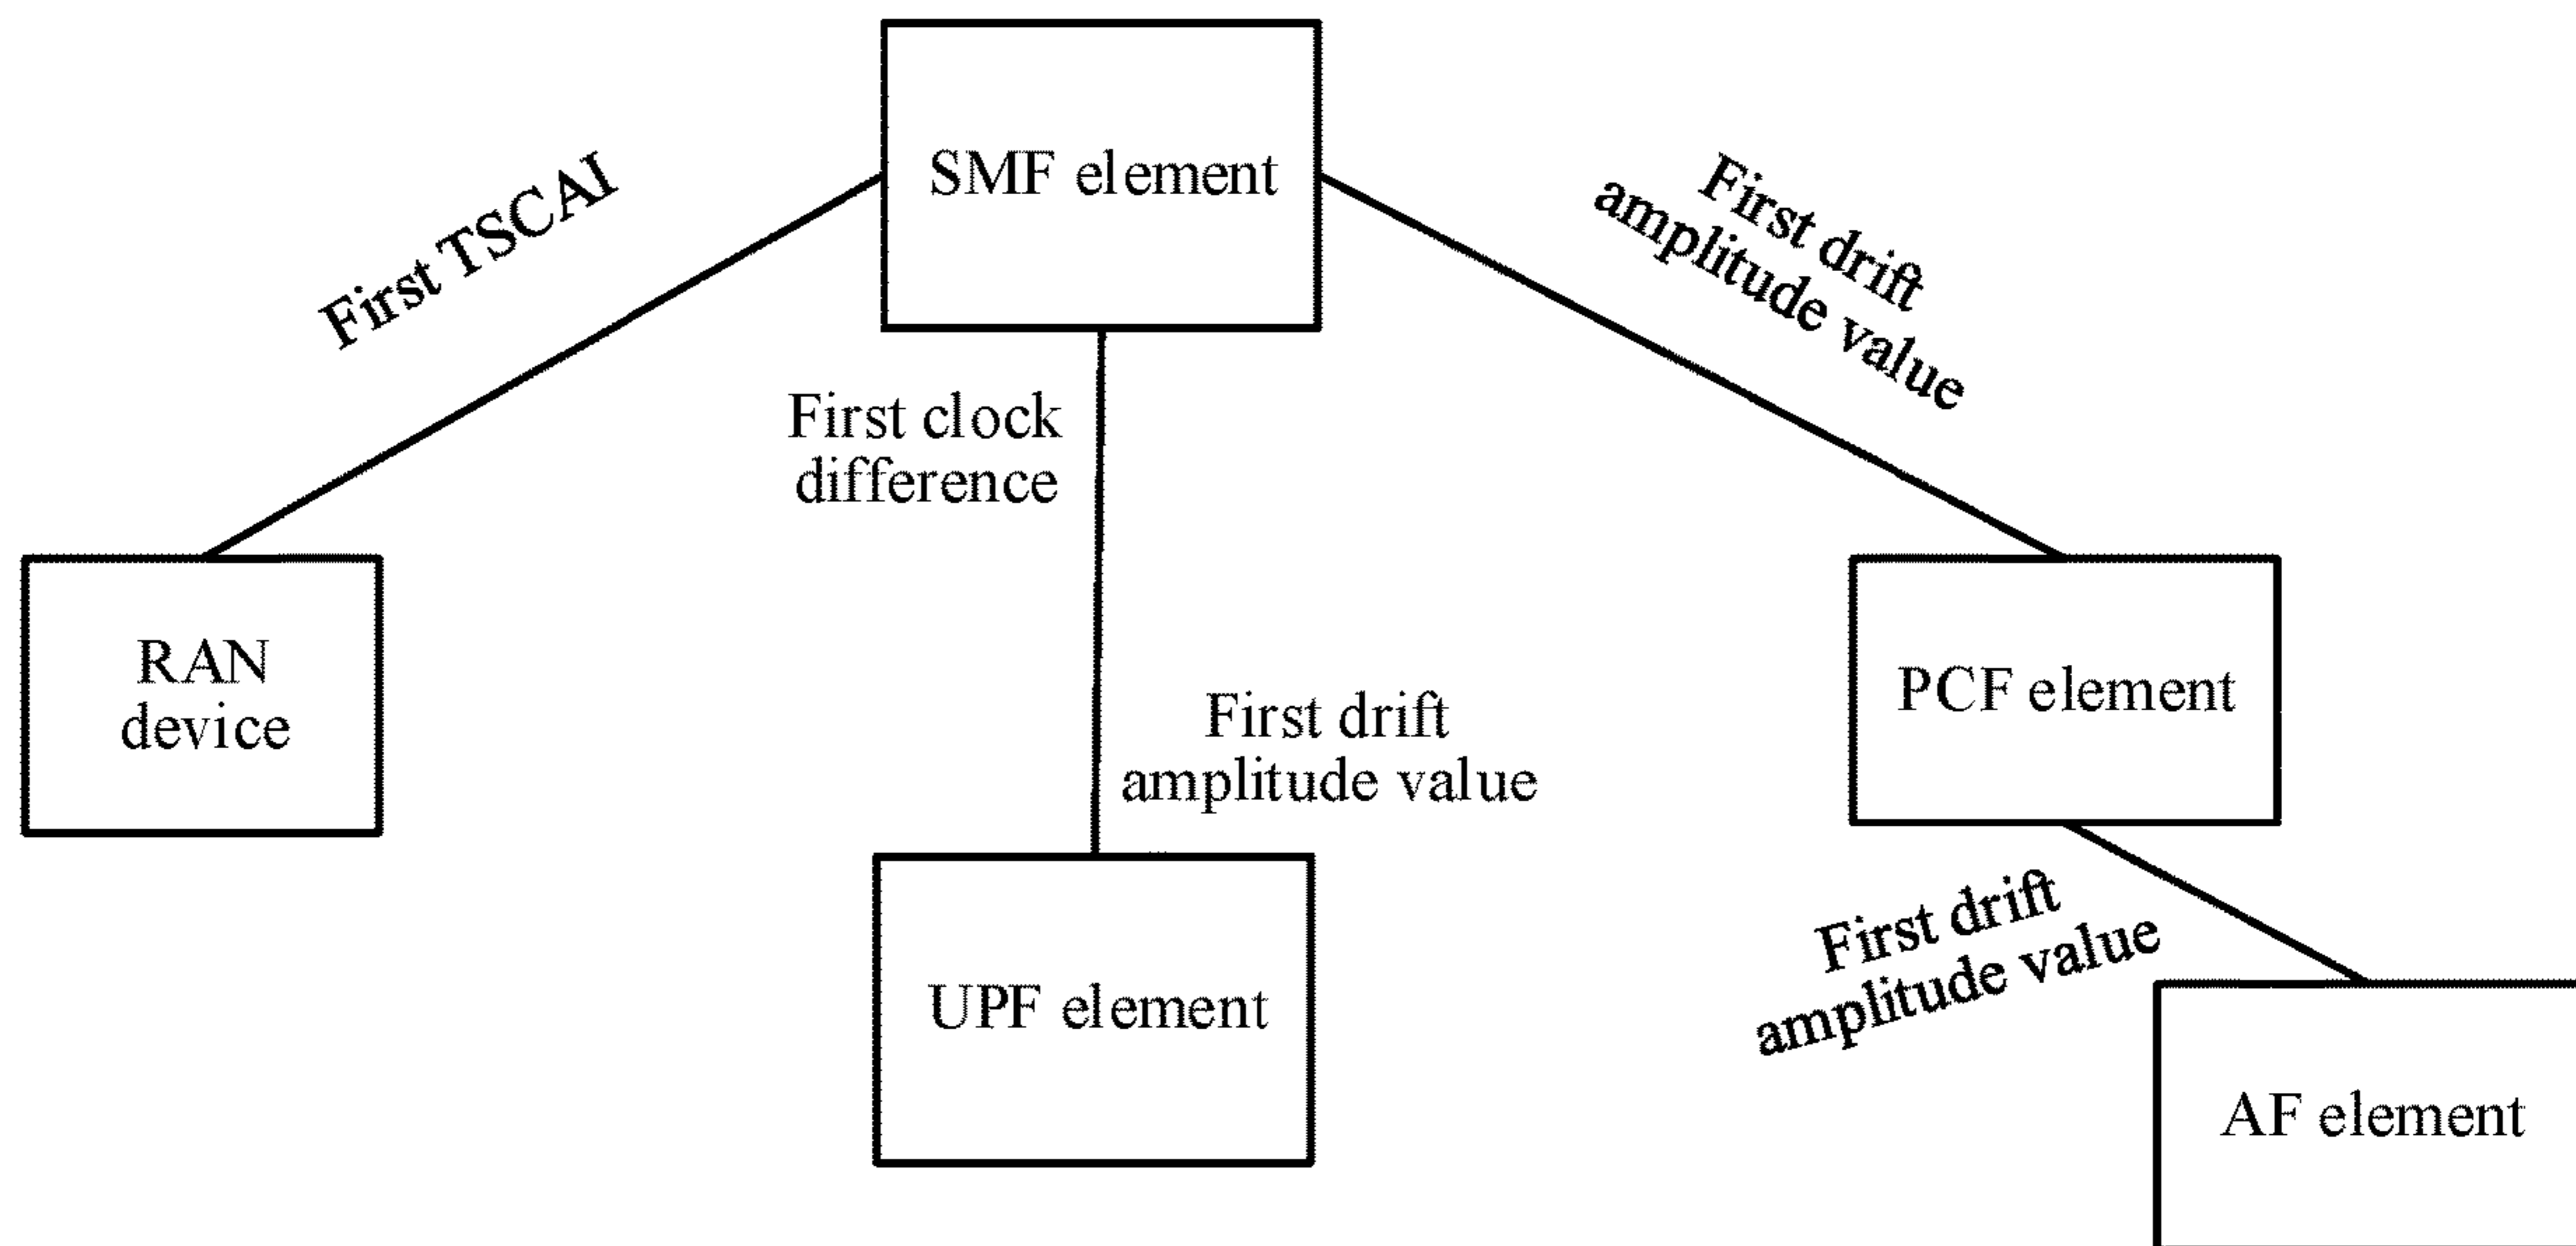 SMF element
First TSCAI
First drift
amplitude value
First clock
difference
RAN
device
First drift
amplitude value
PCF element
UPF element
First drift
amplitude value
AF element